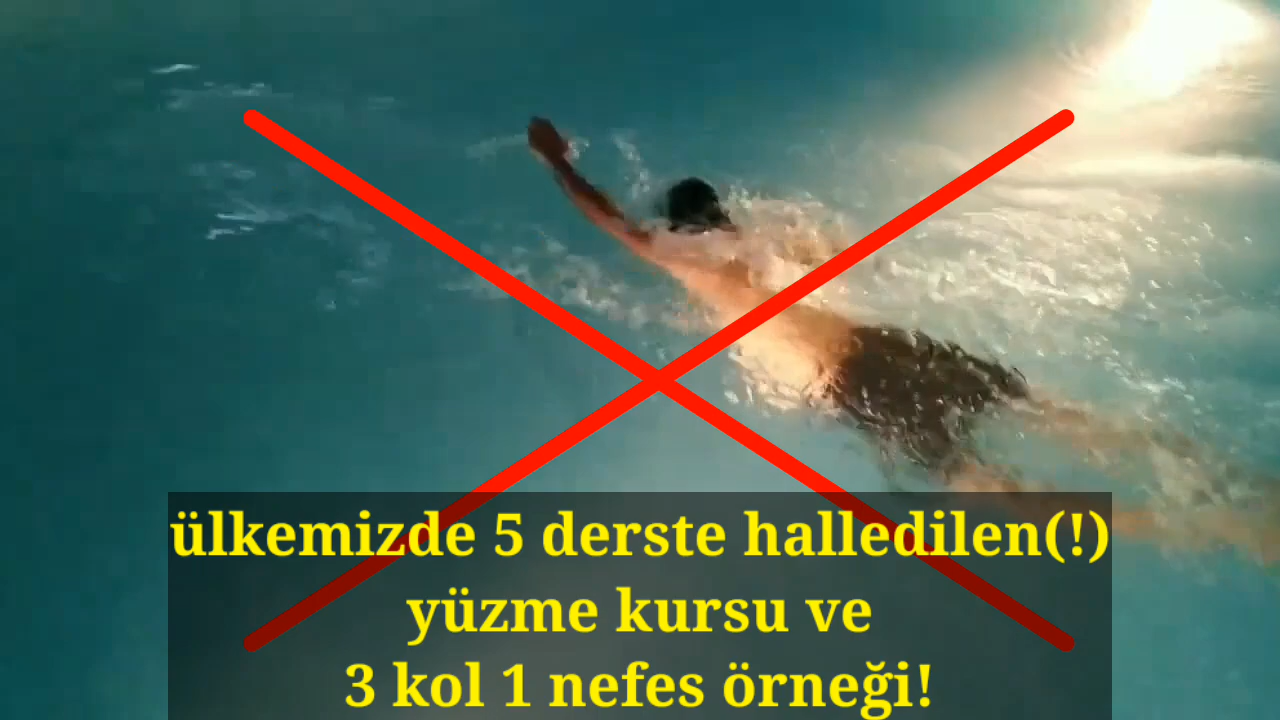 ülkemizde 5 derste halledilen(!)
yüzme kursu ve
3 kol 1 nefes örneği!